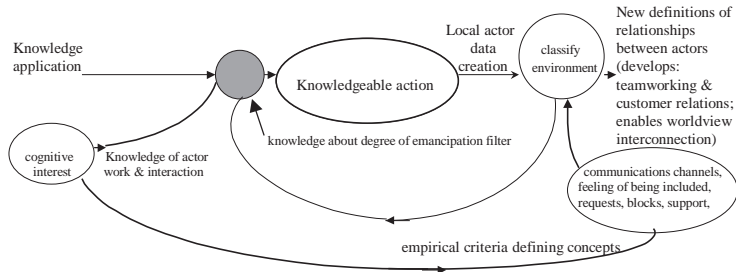 Knowledge
application
Knowledgeable action
Local actor
data
creation
classify
environment
New definitions of
relationships
between actors
(develops:
teamworking &
customer relations;
enables worldview
interconnection)
knowledge about degree of emancipation filter
cognitive
interest
Knowledge of actor
work & interaction
communications channels,
feeling of being included,
requests, blocks, support,
empirical criteria defining concepts